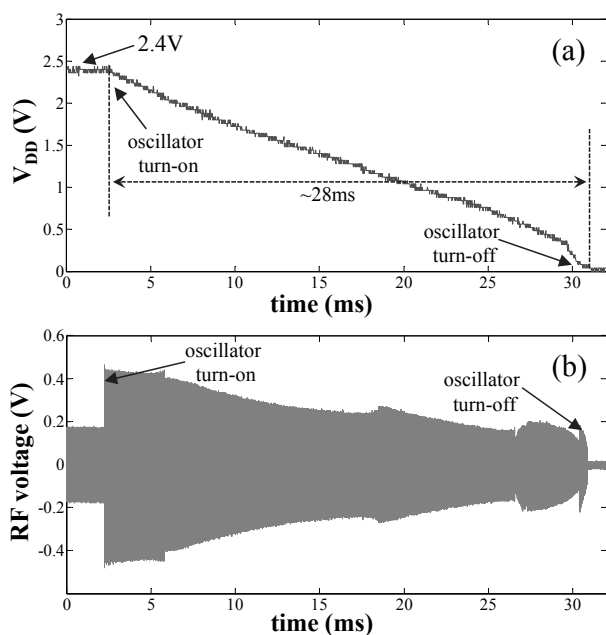 2.4V
(a)
3
2.5
2
1.5
1
0.5
0
V_DD (V)
oscillator
turn-on
~28ms
oscillator
turn-off
0 5 10 15 20 25 30
time (ms)
(b)
0.6
0.4
0.2
0
-0.2
-0.4
-0.6
RF voltage (V)
oscillator
turn-on
oscillator
turn-off
0 5 10 15 20 25 30
time (ms)